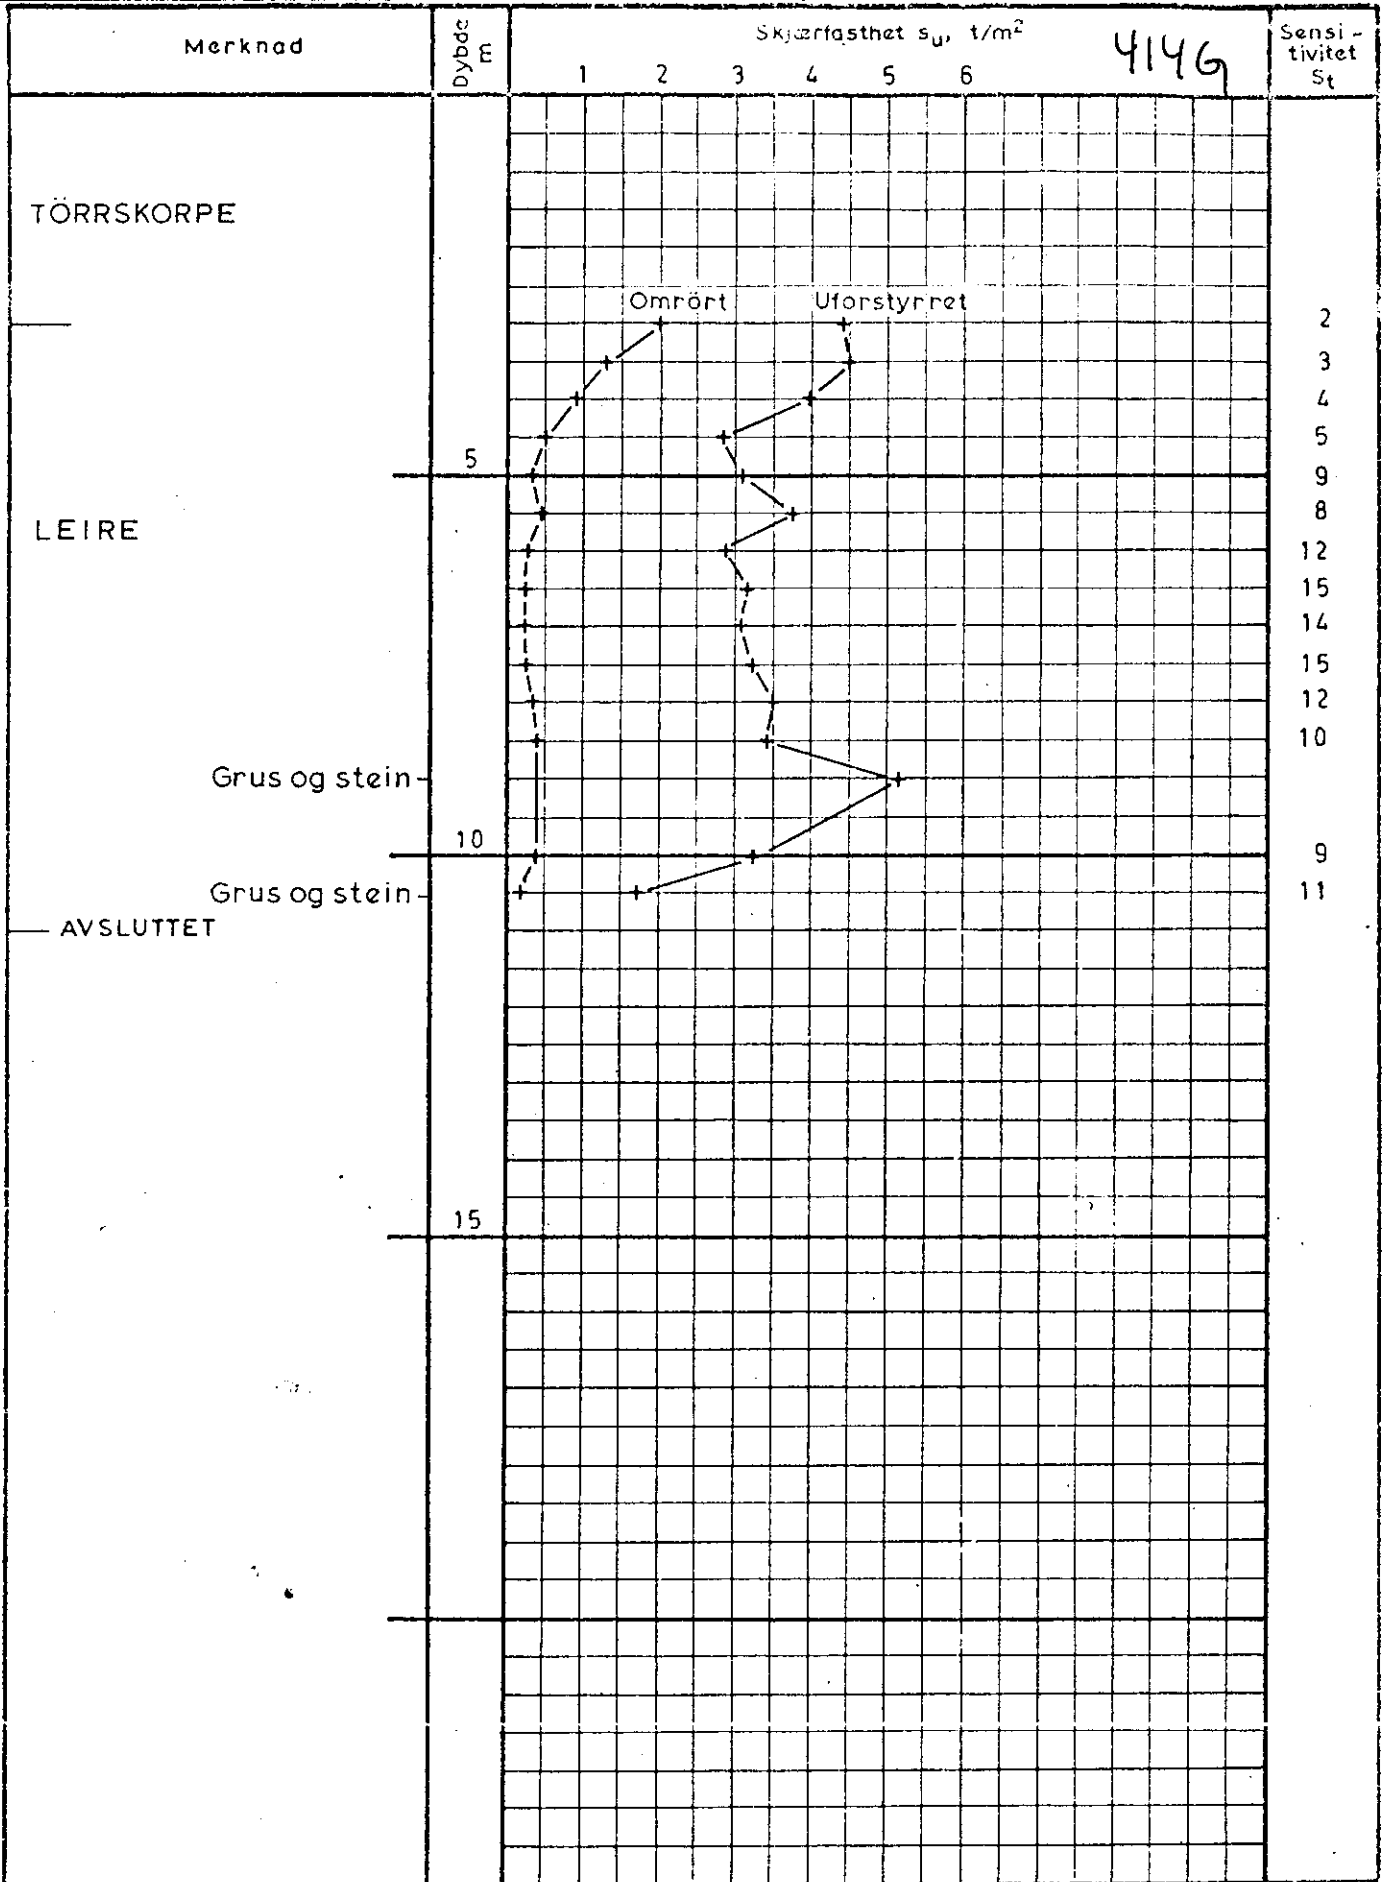 Merknad
Dybde m
Skjærfasthet su, t/m²
414G
Sensi-
tivitet
St
1 2 3 4 5 6
TÖRRSKORPE
Omrört Uforstyrret
2
3
4
5
5
9
8
LEIRE
12
15
14
15
12
10
Grus og stein
10
9
Grus og stein
11
AVSLUTTET
15